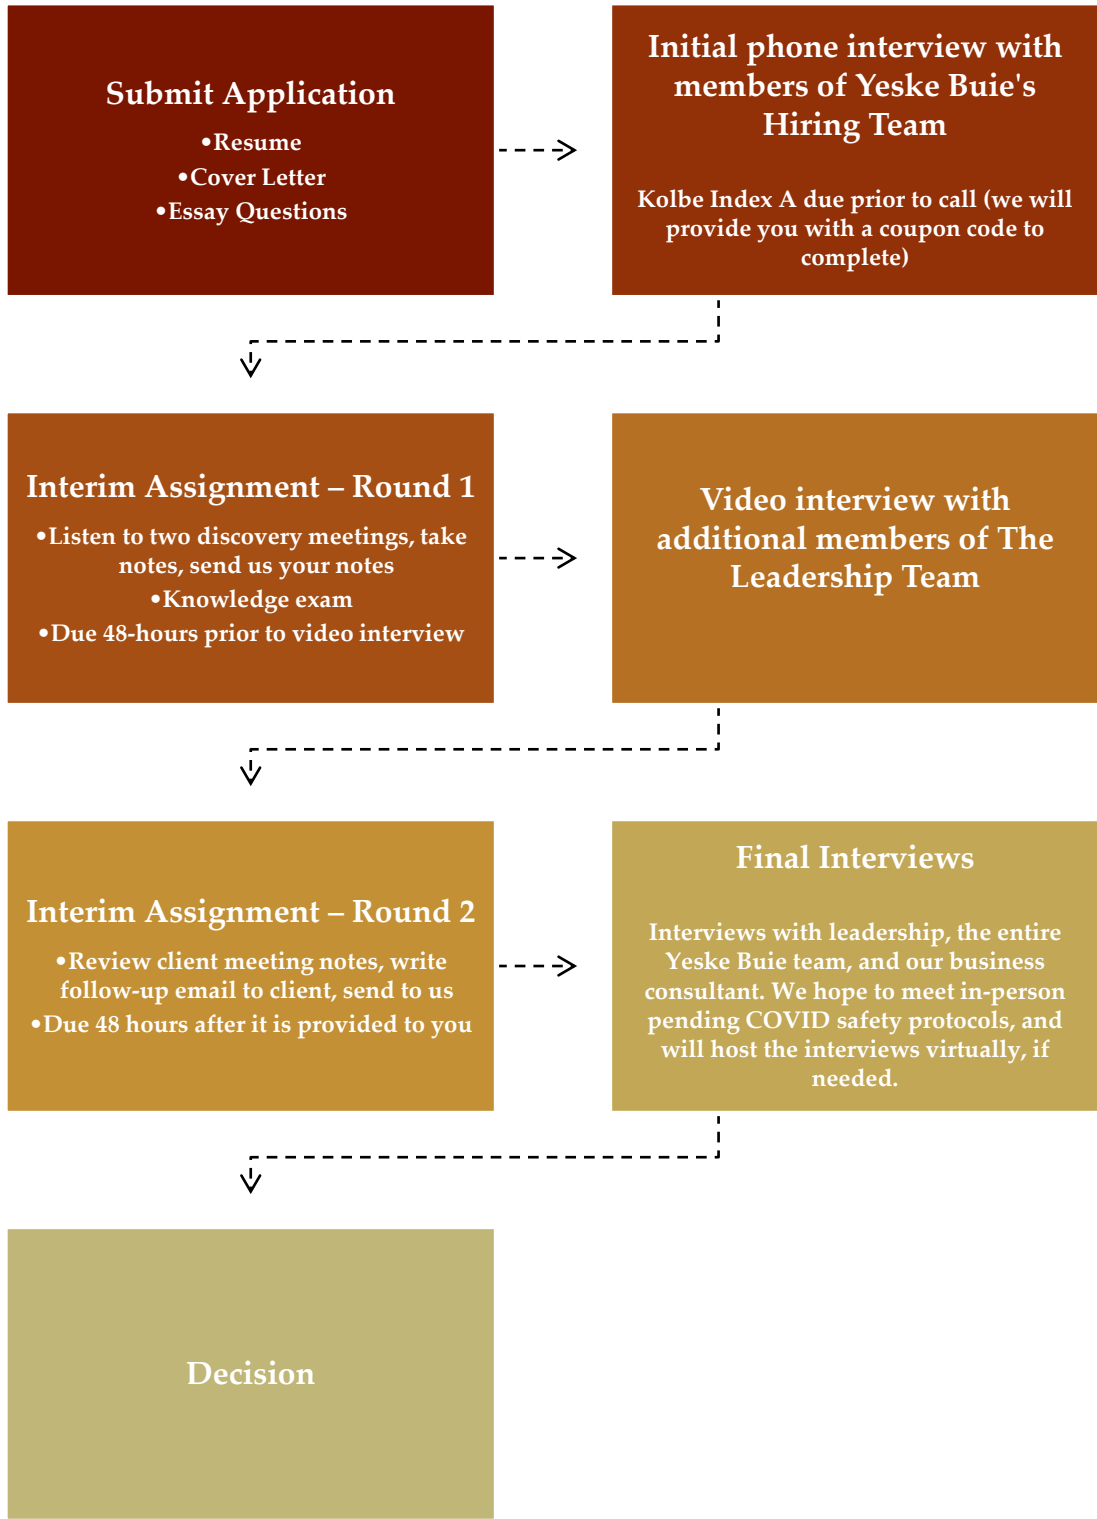 Submit Application
•Resume
•Cover Letter
•Essay Questions
Initial phone interview with
members of Yeske Buie's
Hiring Team
Kolbe Index A due prior to call (we will
provide you with a coupon code to
complete)
Interim Assignment – Round 1
•Listen to two discovery meetings, take
notes, send us your notes
•Knowledge exam
•Due 48-hours prior to video interview
Video interview with
additional members of The
Leadership Team
Interim Assignment – Round 2
•Review client meeting notes, write
follow-up email to client, send to us
•Due 48 hours after it is provided to you
Final Interviews
Interviews with leadership, the entire
Yeske Buie team, and our business
consultant. We hope to meet in-person
pending COVID safety protocols, and
will host the interviews virtually, if
needed.
Decision